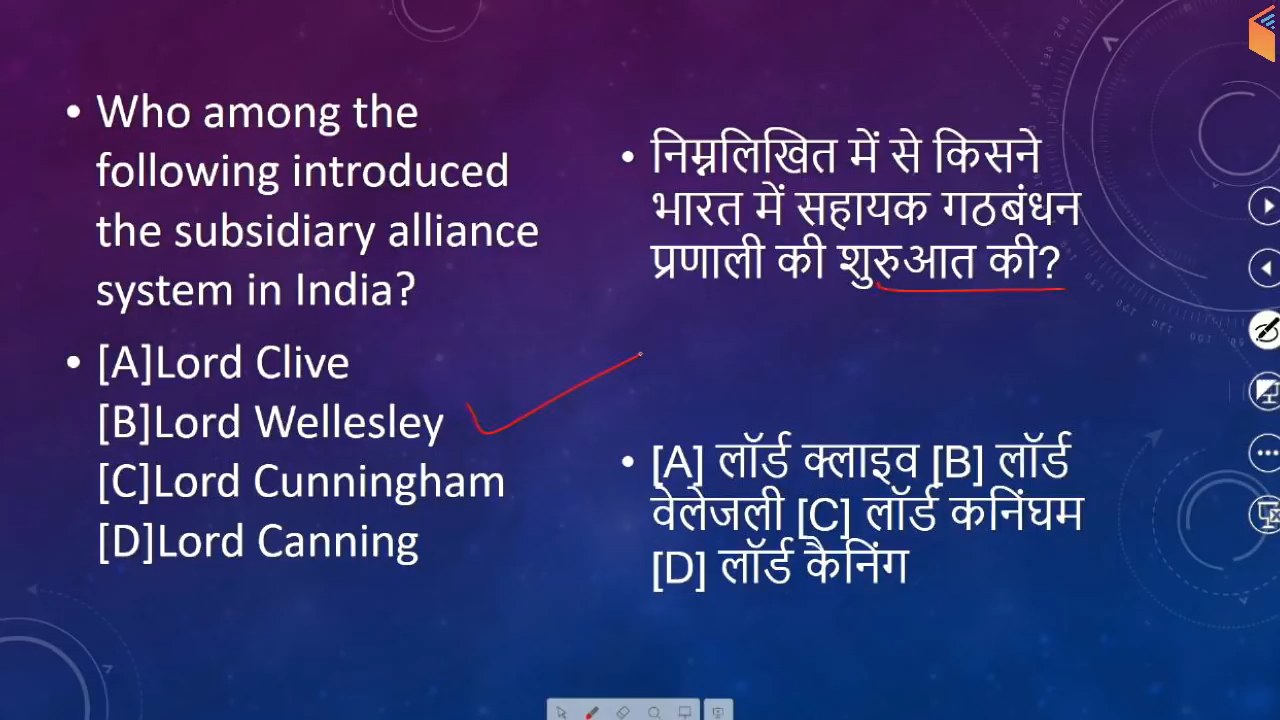 • Who among the
following introduced
the subsidiary alliance
system in India?
• [A]Lord Clive
[B]Lord Wellesley
[C]Lord Cunningham
[D]Lord Canning
• निम्नलिखित में से किसने
भारत में सहायक गठबंधन
प्रणाली की शुरुआत की?
• [A] लॉर्ड क्लाइव [B] लॉर्ड
वेलेजली [C] लॉर्ड कनिंघम
[D] लॉर्ड कैनिंग